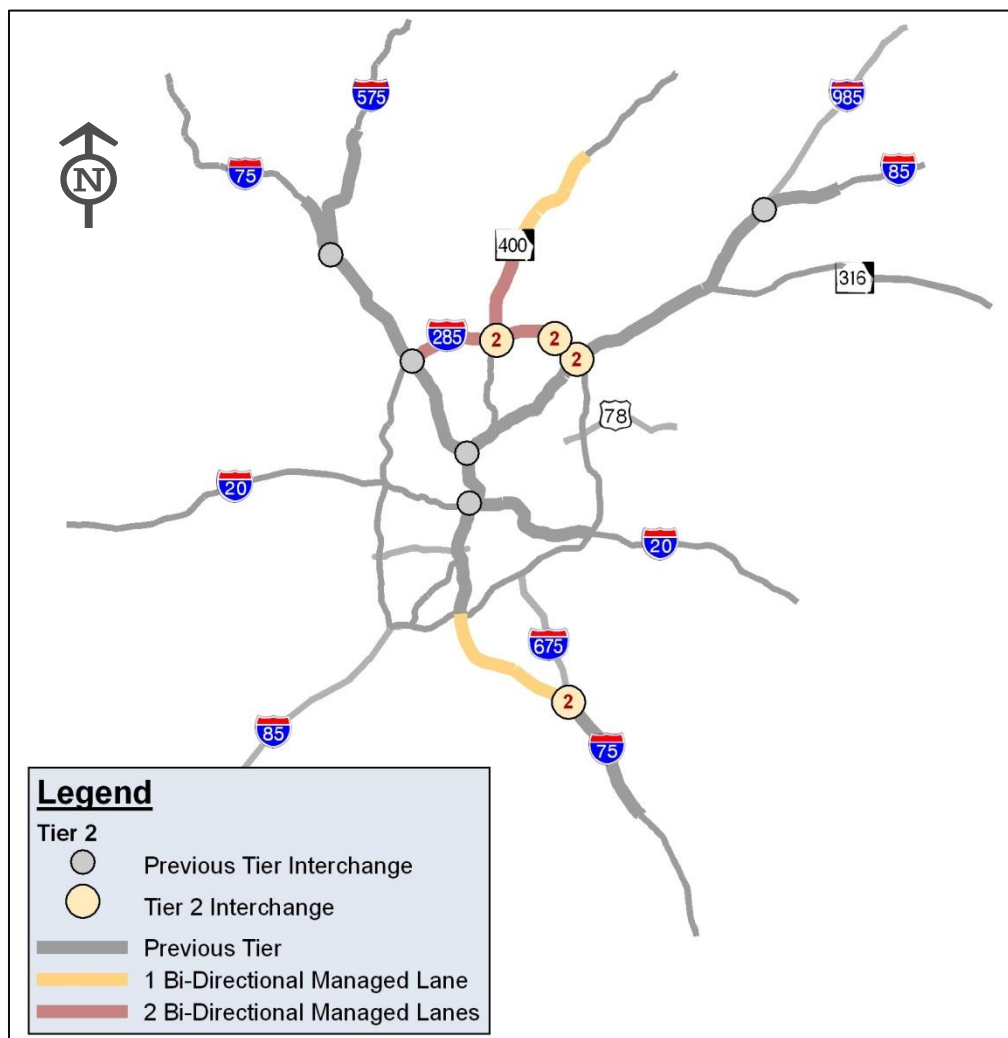 575
985
75
85
N
400
316
285
2
2
2
78
20
20
675
2
85
75
Legend
Tier 2
Previous Tier Interchange
Tier 2 Interchange
Previous Tier
1 Bi-Directional Managed Lane
2 Bi-Directional Managed Lanes